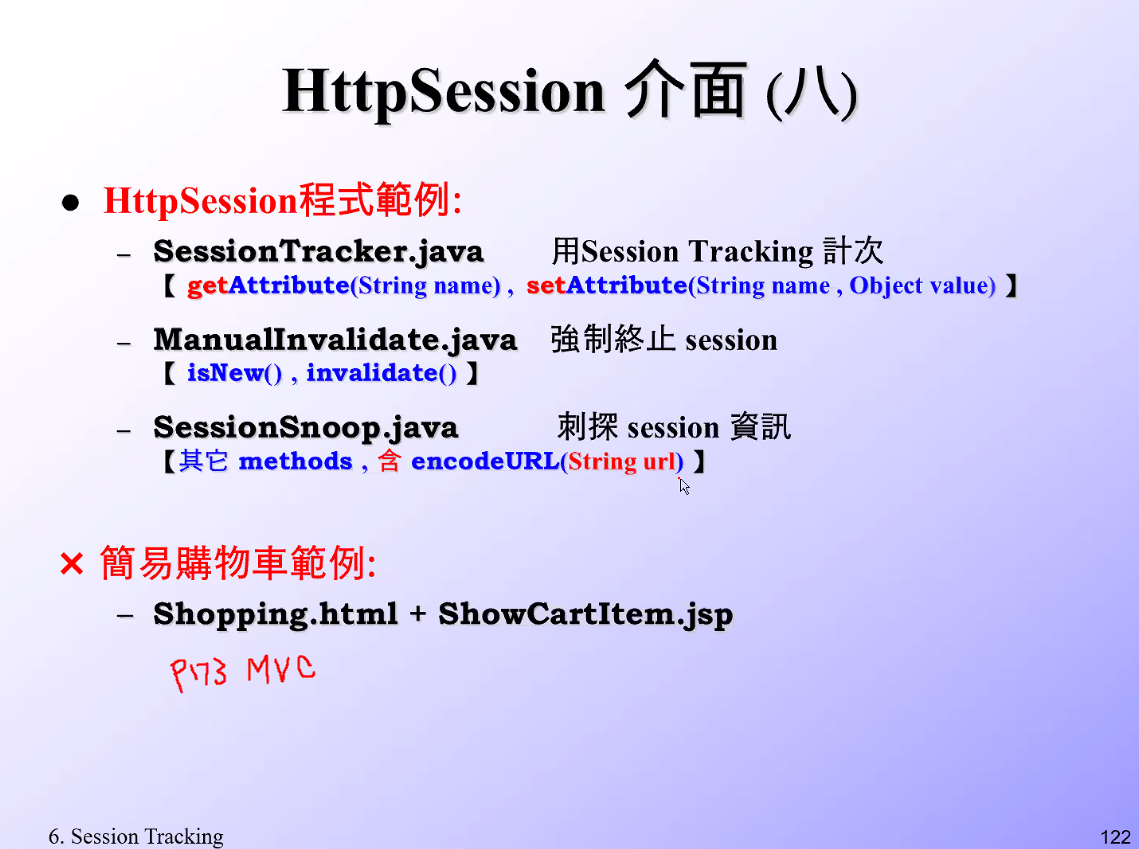 HttpSession 介面 (八)
● HttpSession程式範例:
– SessionTracker.java 用Session Tracking 計次
【 getAttribute(String name) , setAttribute(String name , Object value) 】
– ManualInvalidate.java 強制終止 session
【 isNew() , invalidate() 】
– SessionSnoop.java 刺探 session 資訊
【其它 methods , 含 encodeURL(String url) 】
× 簡易購物車範例:
– Shopping.html + ShowCartItem.jsp
P173 MVC
6. Session Tracking
122